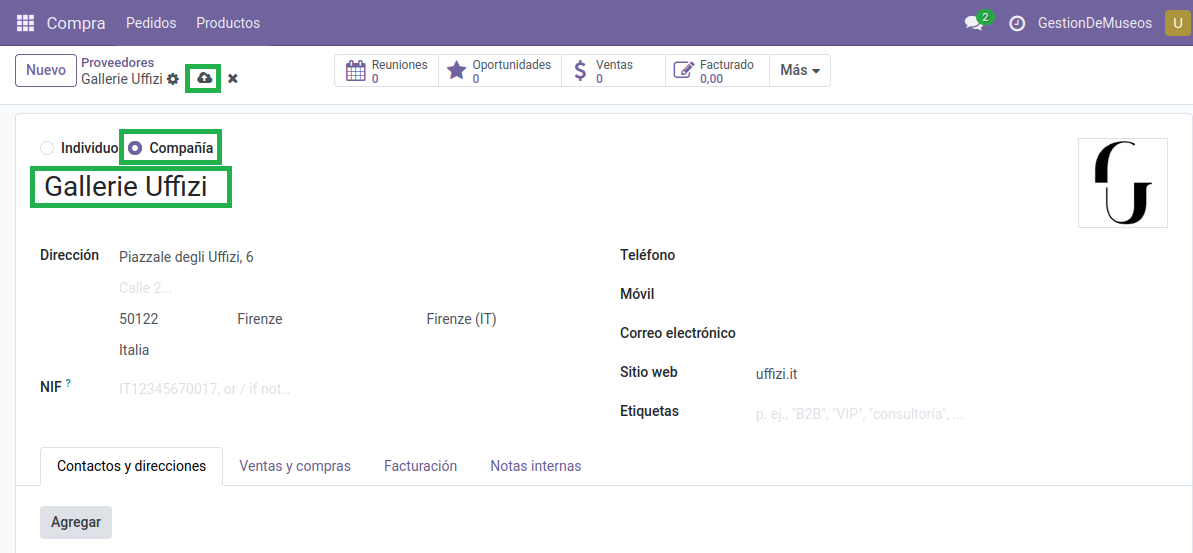 Compra Pedidos Productos 2 GestionDeMuseos U
Nuevo
Proveedores
Gallerie Uffizi
Reuniones
0
Oportunidades
0
Ventas
0
Facturado
0,00
Más
Individuo Compañía
Gallerie Uffizi
Dirección Piazzale degli Uffizi, 6
Calle 2...
50122 Firenze Firenze (IT)
Italia
NIF ? IT12345670017, or / if not...
Teléfono
Móvil
Correo electrónico
Sitio web uffizi.it
Etiquetas p. ej., "B2B", "VIP", "consultoría", ...
Contactos y direcciones Ventas y compras Facturación Notas internas
Agregar